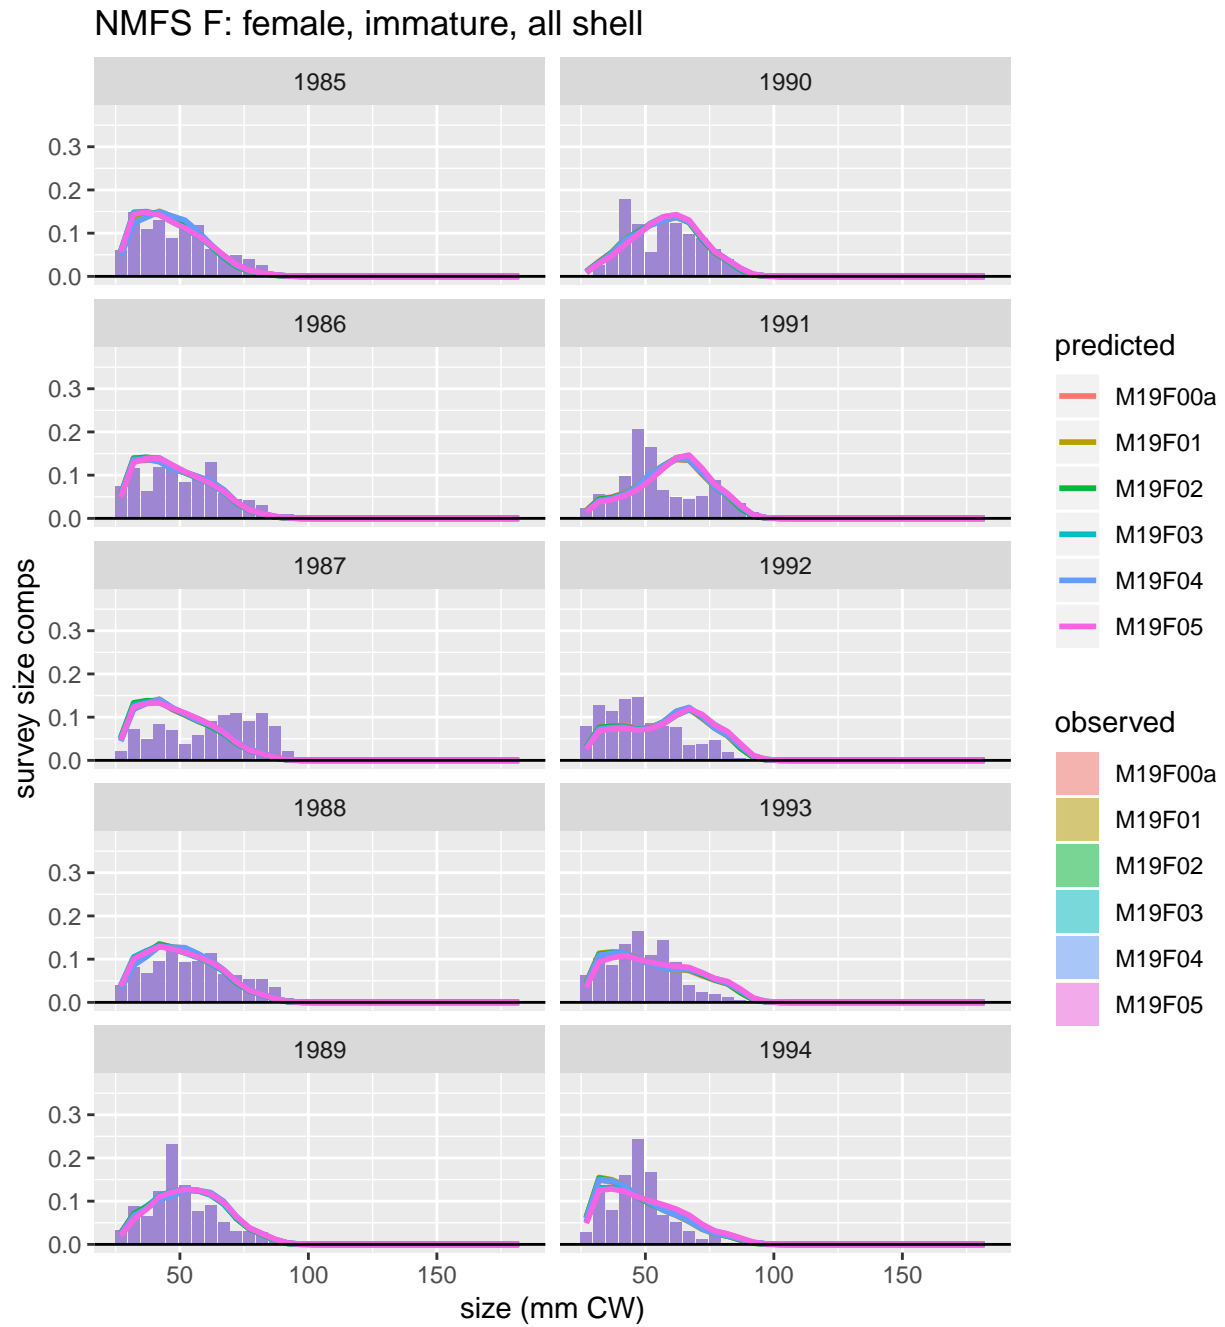 NMFS F: female, immature, all shell
1985
1990
0.3
0.2
0.1
0.0
1986
1991
0.3
0.2
0.1
0.0
1987
1992
0.3
0.2
0.1
0.0
1988
1993
0.3
0.2
0.1
0.0
1989
1994
0.3
0.2
0.1
0.0
50
100
150
50
100
150
size (mm CW)
survey size comps
predicted
M19F00a
M19F01
M19F02
M19F03
M19F04
M19F05
observed
M19F00a
M19F01
M19F02
M19F03
M19F04
M19F05